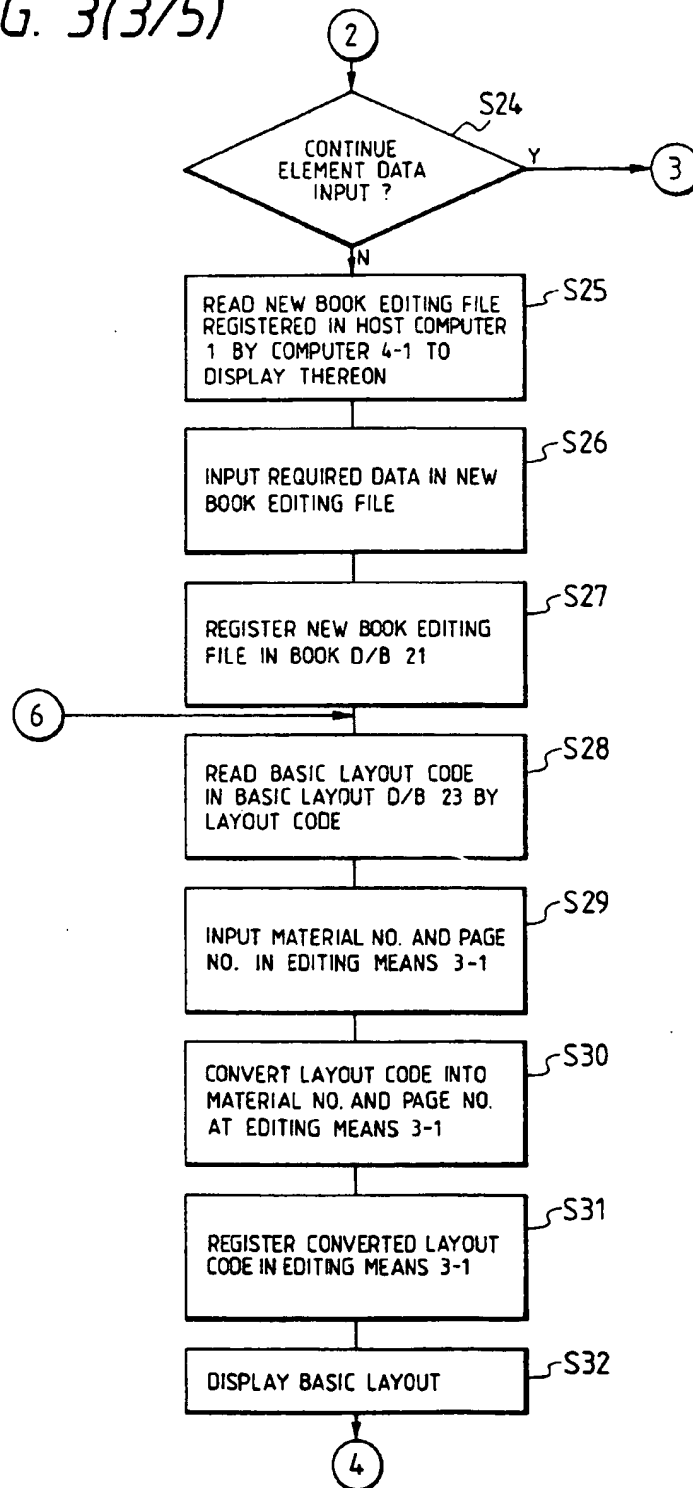 G. 3(3/5)
2
S24
CONTINUE
ELEMENT DATA
INPUT ?
Y
3
N
S25
READ NEW BOOK EDITING FILE
REGISTERED IN HOST COMPUTER
1 BY COMPUTER 4-1 TO
DISPLAY THEREON
S26
INPUT REQUIRED DATA IN NEW
BOOK EDITING FILE
S27
REGISTER NEW BOOK EDITING
FILE IN BOOK D/B 21
6
S28
READ BASIC LAYOUT CODE
IN BASIC LAYOUT D/B 23 BY
LAYOUT CODE
S29
INPUT MATERIAL NO. AND PAGE
NO. IN EDITING MEANS 3-1
S30
CONVERT LAYOUT CODE INTO
MATERIAL NO. AND PAGE NO.
AT EDITING MEANS 3-1
S31
REGISTER CONVERTED LAYOUT
CODE IN EDITING MEANS 3-1
S32
DISPLAY BASIC LAYOUT
4